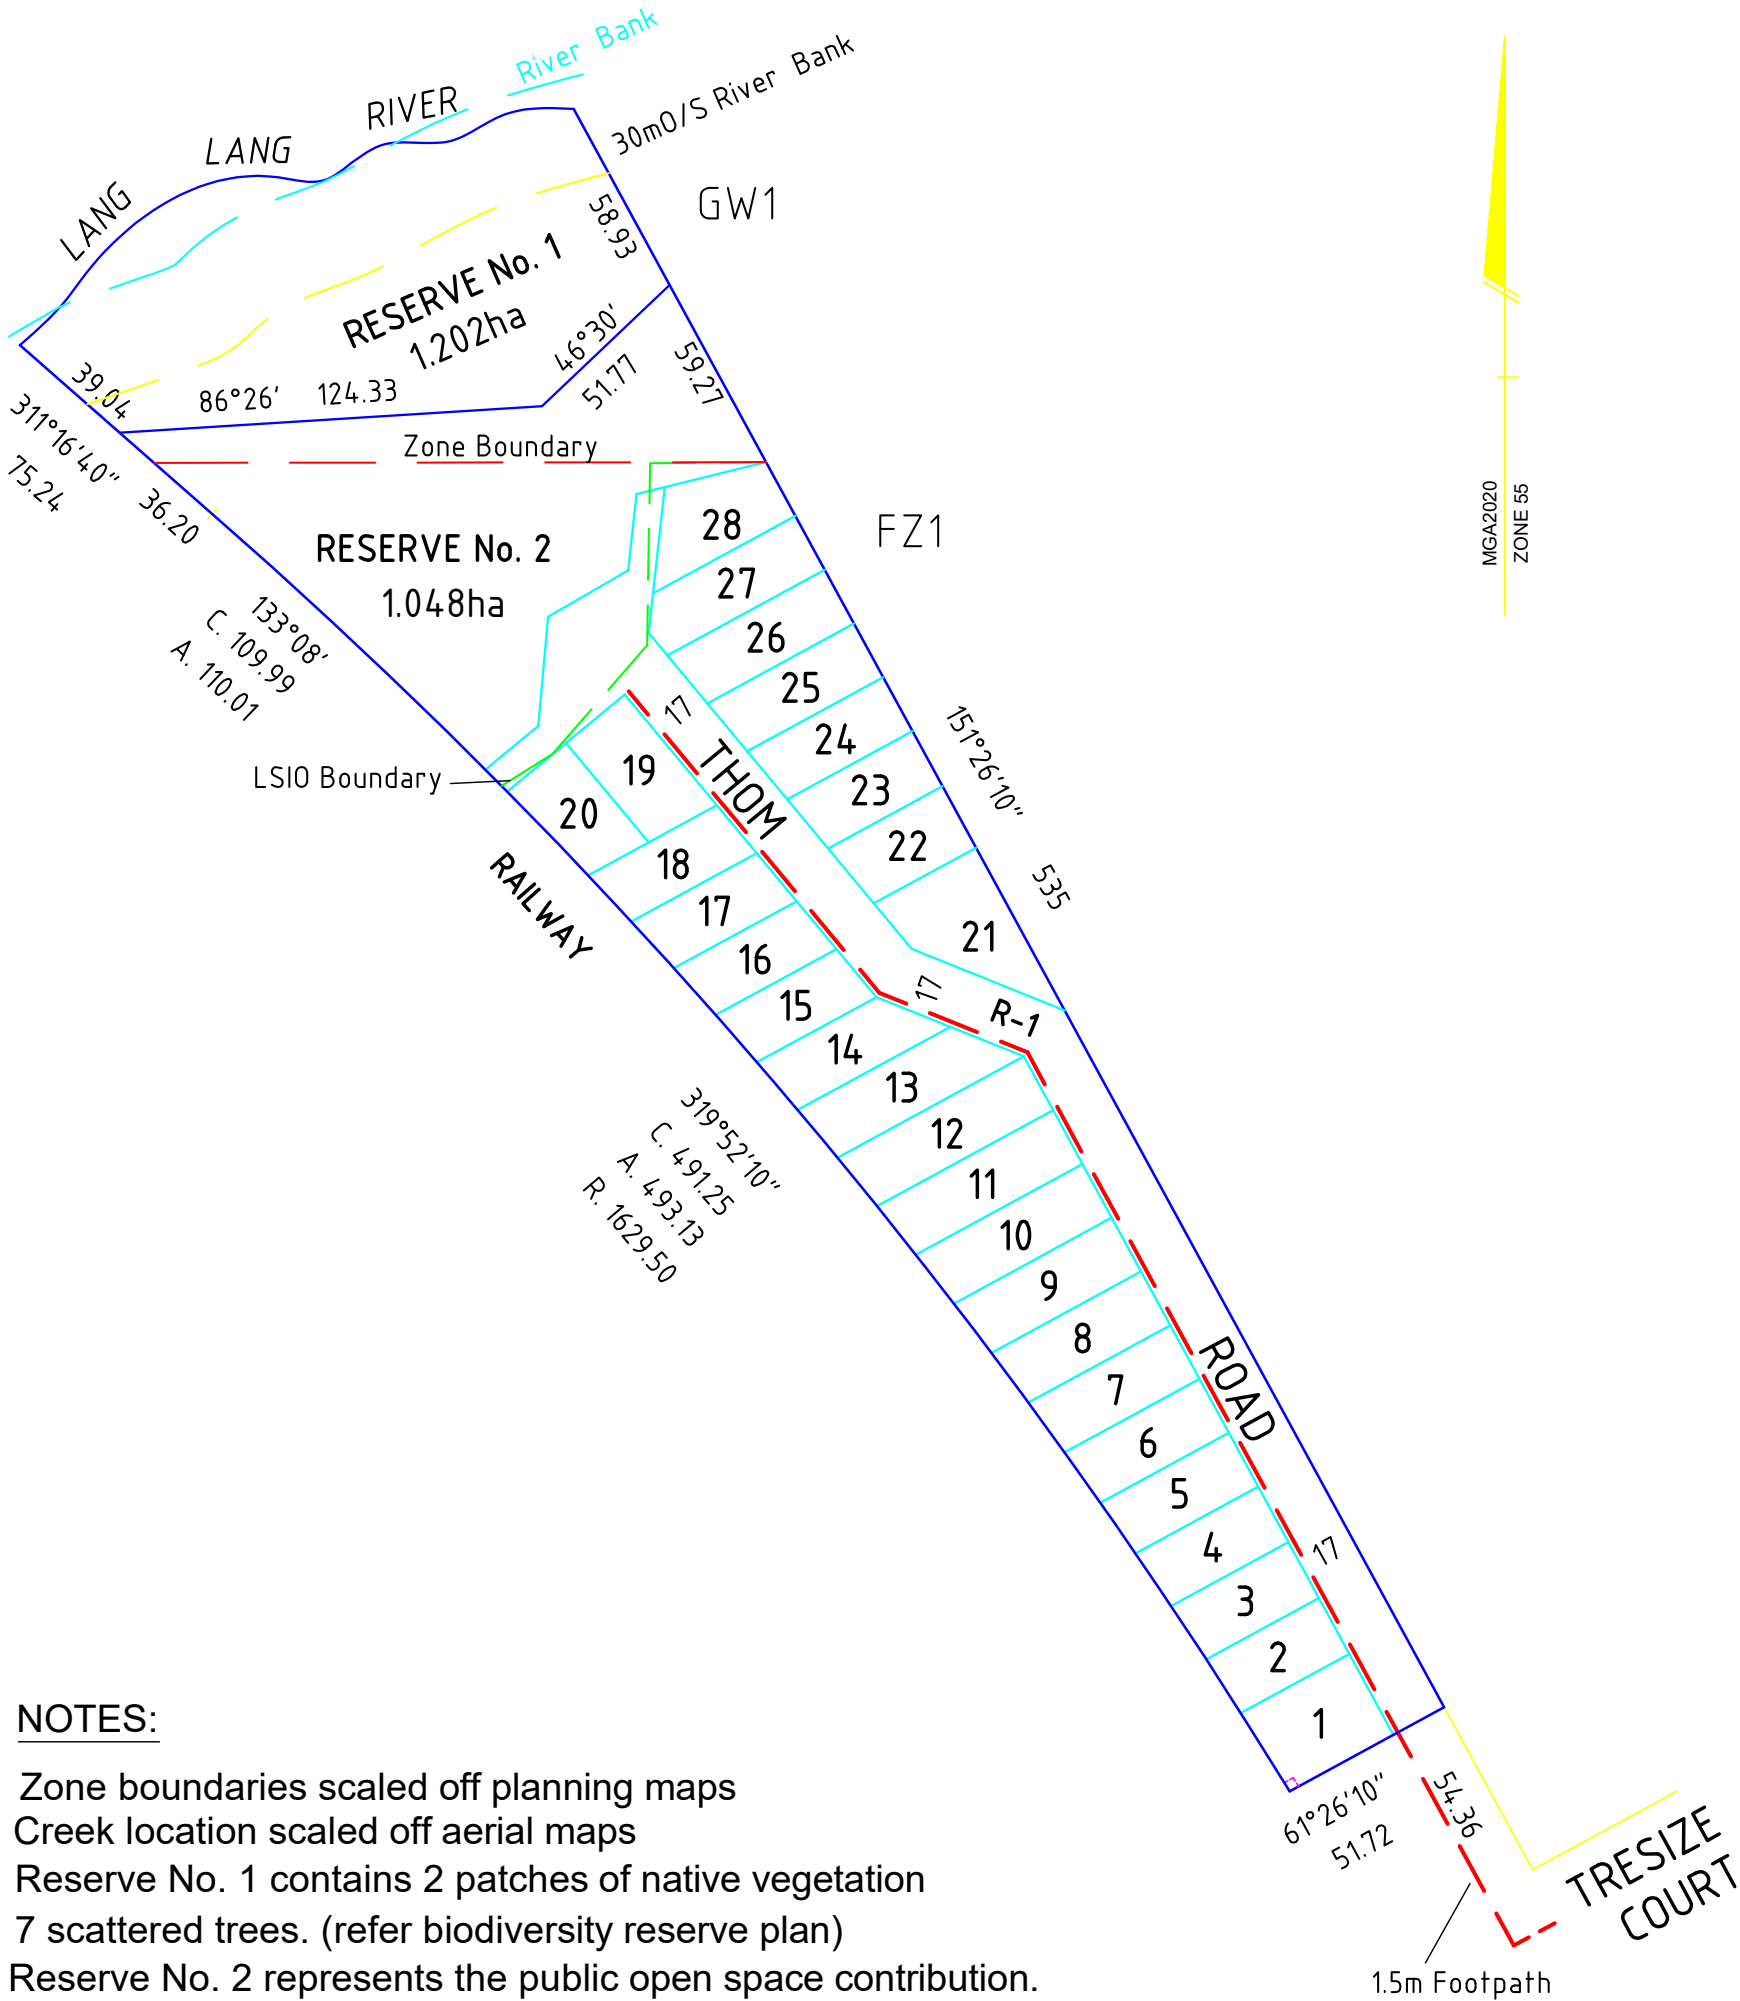 River Bank
30mO/S River Bank
LANG LANG RIVER
GW1
58.93
RESERVE No. 1
1.202ha
46°30'
51.77
59.27
39.04
86°26' 124.33
311°16'40"
75.24
Zone Boundary
36.20
RESERVE No. 2
1.048ha
FZ1
MGA2020
ZONE 55
133°08'
C. 109.99
A. 110.01
28
27
26
25
24
23
22
21
151°26'10"
535
17
THOM
LSIO Boundary
19
20
18
17
16
15
14
13
12
11
10
9
8
7
6
5
4
3
2
1
RAILWAY
17
R-1
319°52'10"
C. 491.25
A. 493.13
R. 1629.50
ROAD
17
61°26'10"
51.72
54.36
TRESIZE
COURT
1.5m Footpath
NOTES:
Zone boundaries scaled off planning maps
Creek location scaled off aerial maps
Reserve No. 1 contains 2 patches of native vegetation
7 scattered trees. (refer biodiversity reserve plan)
Reserve No. 2 represents the public open space contribution.